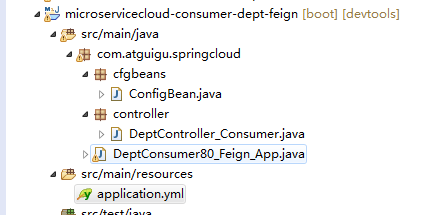 microservicecloud-consumer-dept-feign [boot] [devtools]
src/main/java
com.atguigu.springcloud
cfgbeans
ConfigBean.java
controller
DeptController_Consumer.java
DeptConsumer80_Feign_App.java
src/main/resources
application.yml
src/test/java